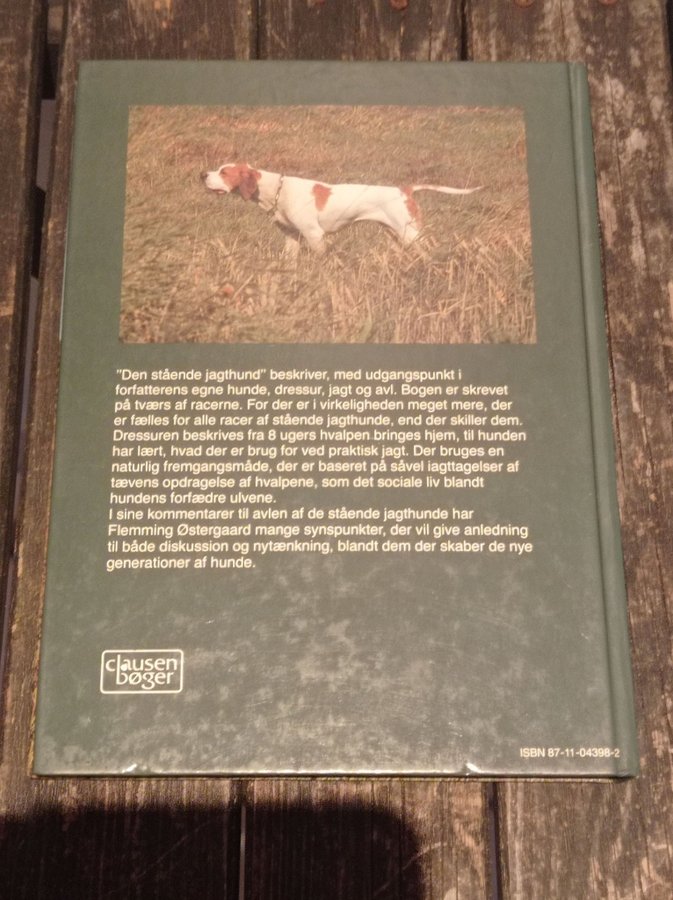 "Den stående jagthund" beskriver, med udgangspunkt i
forfatterens egne hunde, dressur, jagt og avl. Bogen er skrevet
på tværs af racerne. For der er i virkeligheden meget mere, der
er fælles for alle racer af stående jagthunde, end der skiller dem.
Dressuren beskrives fra 8 ugers hvalpen bringes hjem, til hunden
har lært, hvad der er brug for ved praktisk jagt. Der bruges en
naturlig fremgangsmåde, der er baseret på såvel iagttagelser af
tævens opdragelse af hvalpene, som det sociale liv blandt
hundens forfædre ulvene.
I sine kommentarer til avlen af de stående jagthunde har
Flemming Østergaard mange synspunkter, der vil give anledning
til både diskussion og nytænkning, blandt dem der skaber de nye
generationer af hunde.
clausen
bøger
ISBN 87-11-04398-2